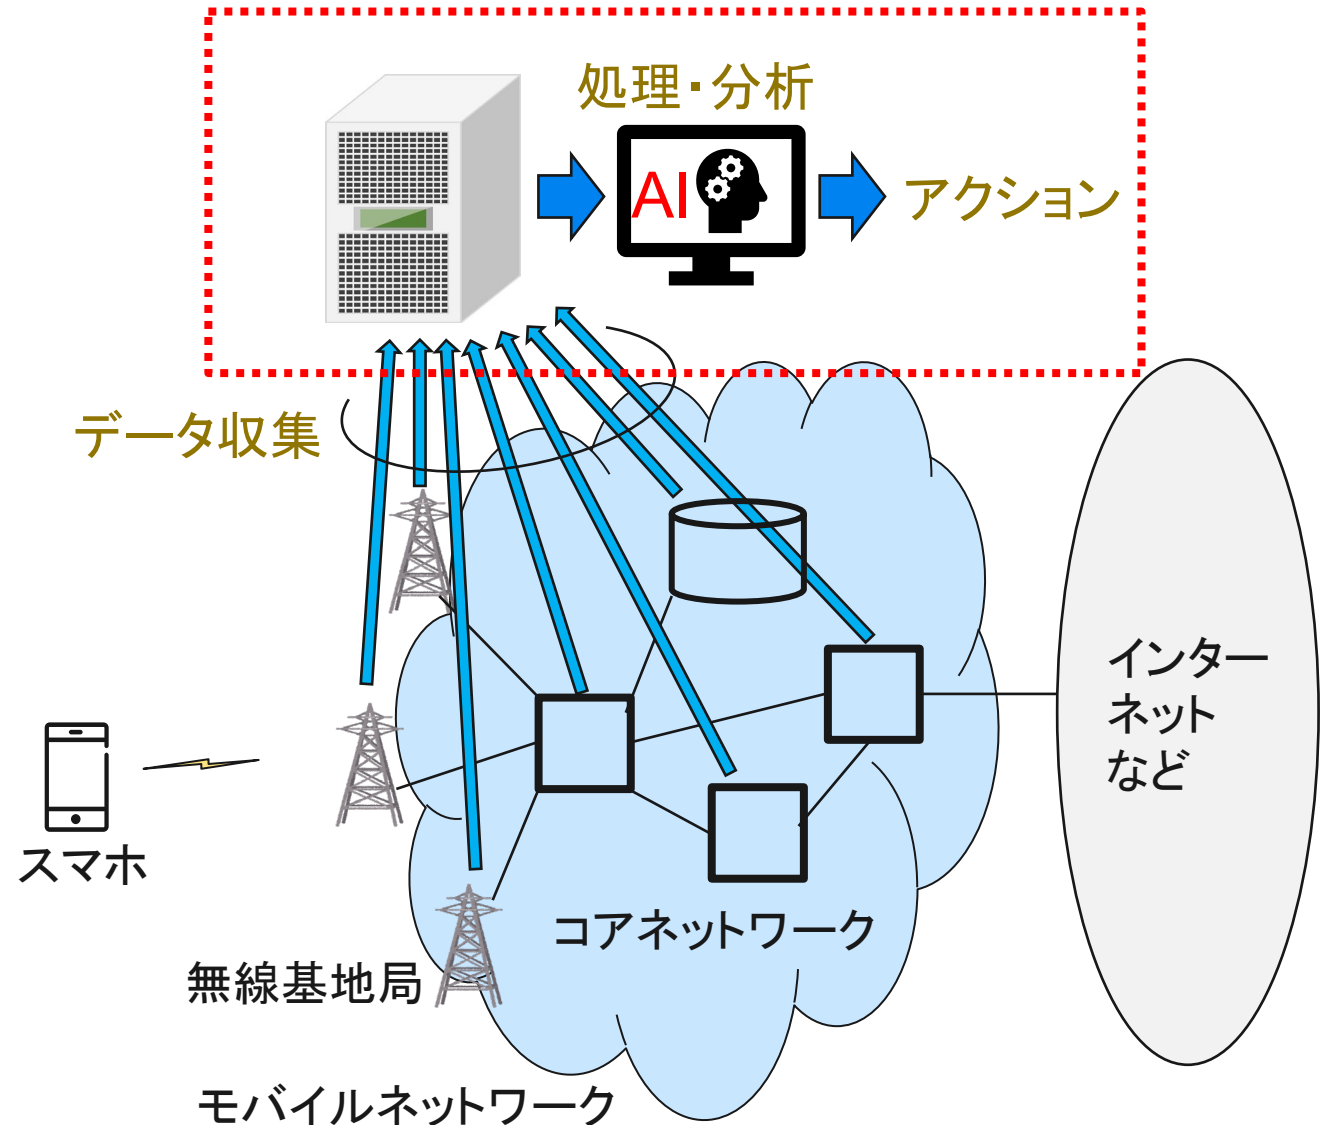 処理・分析
AI
アクション
データ収集
インター
ネット
など
スマホ
コアネットワーク
無線基地局
モバイルネットワーク